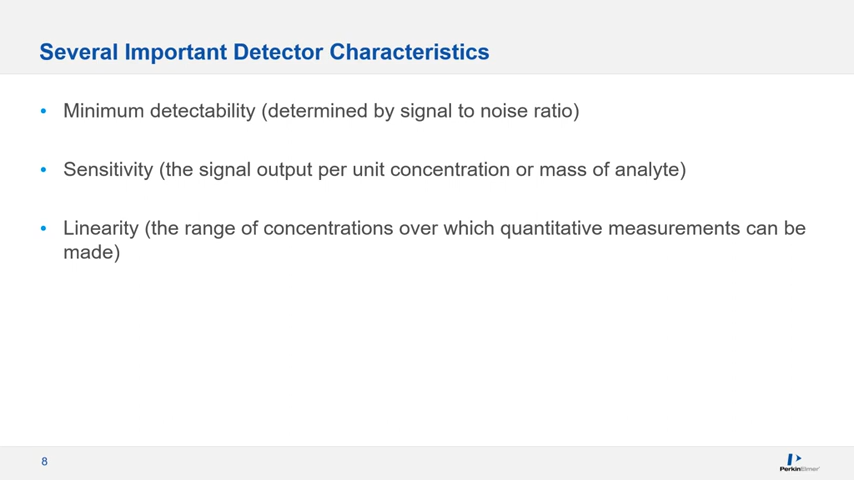 Several Important Detector Characteristics
• Minimum detectability (determined by signal to noise ratio)
• Sensitivity (the signal output per unit concentration or mass of analyte)
• Linearity (the range of concentrations over which quantitative measurements can be
made)
8
PerkinElmer